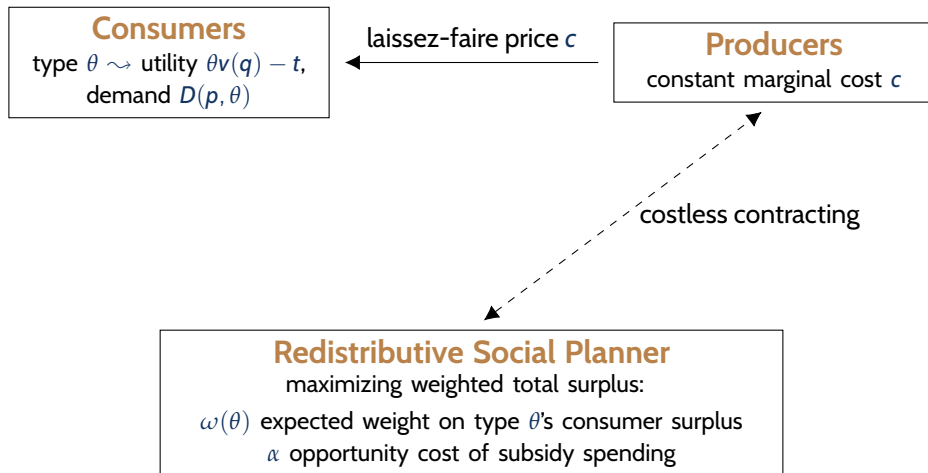 Consumers
type θ ⤳ utility θv(q) − t,
demand D(p, θ)
laissez-faire price c
Producers
constant marginal cost c
costless contracting
Redistributive Social Planner
maximizing weighted total surplus:
ω(θ) expected weight on type θ's consumer surplus
α opportunity cost of subsidy spending